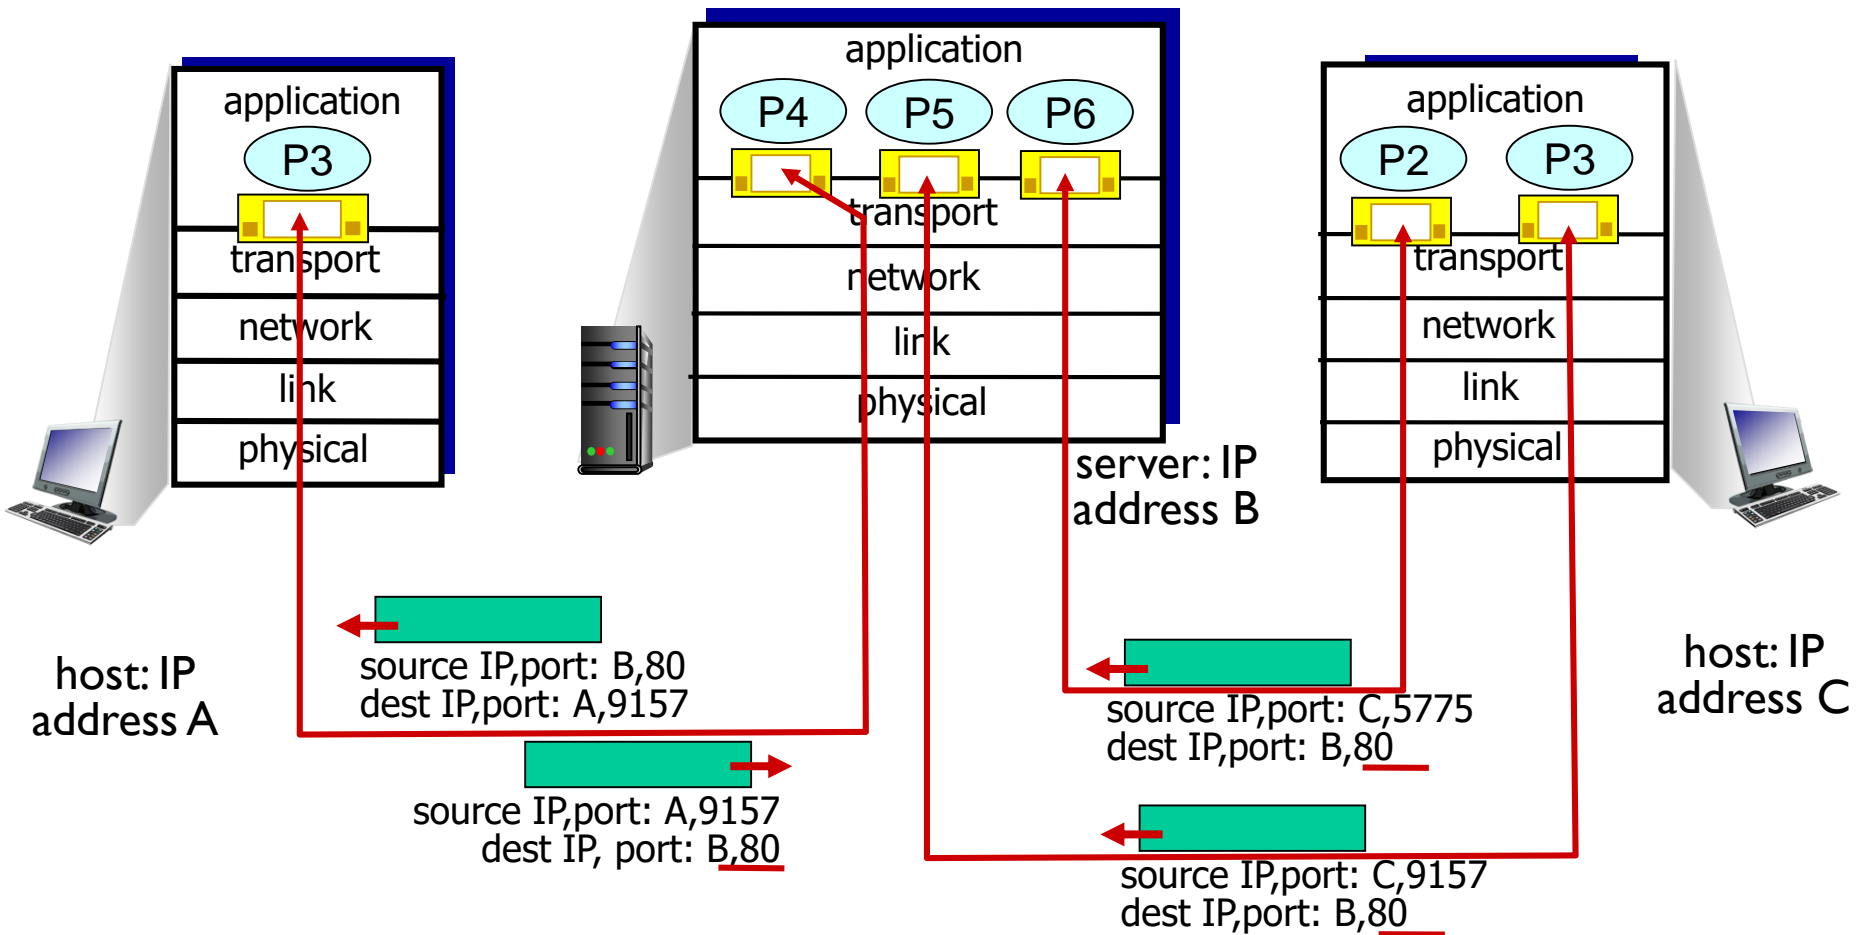 application
P3
transport
network
link
physical
host: IP
address A
application
P4
P5
P6
transport
network
link
physical
server: IP
address B
application
P2
P3
transport
network
link
physical
host: IP
address C
source IP,port: B,80
dest IP,port: A,9157
source IP,port: A,9157
dest IP, port: B,80
source IP,port: C,5775
dest IP,port: B,80
source IP,port: C,9157
dest IP,port: B,80